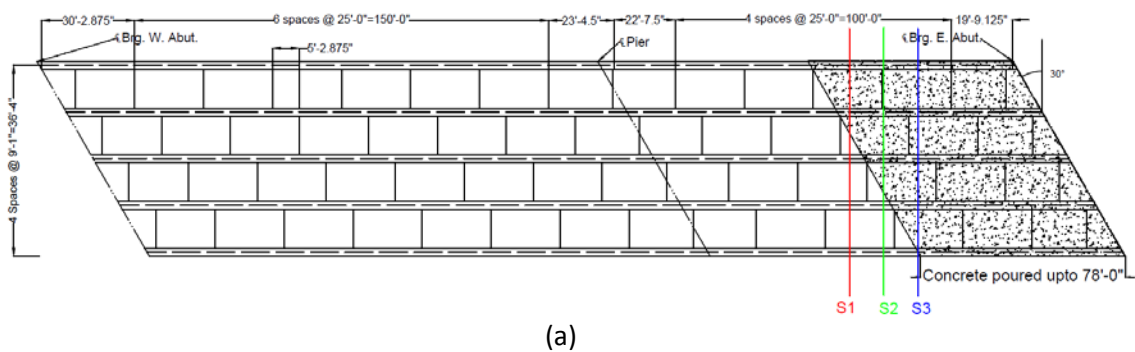 30'-2.875" 6 spaces @ 25'-0"=150'-0" 23'-4.5" 22'-7.5" 4 spaces @ 25'-0"=100'-0" 19'-9.125"
℄Brg. W. Abut. 5'-2.875" ℄Pier ℄Brg. E. Abut.
30°
4 Spaces @ 9'-1"=36'-4"
Concrete poured upto 78'-0"
S1 S2 S3
(a)